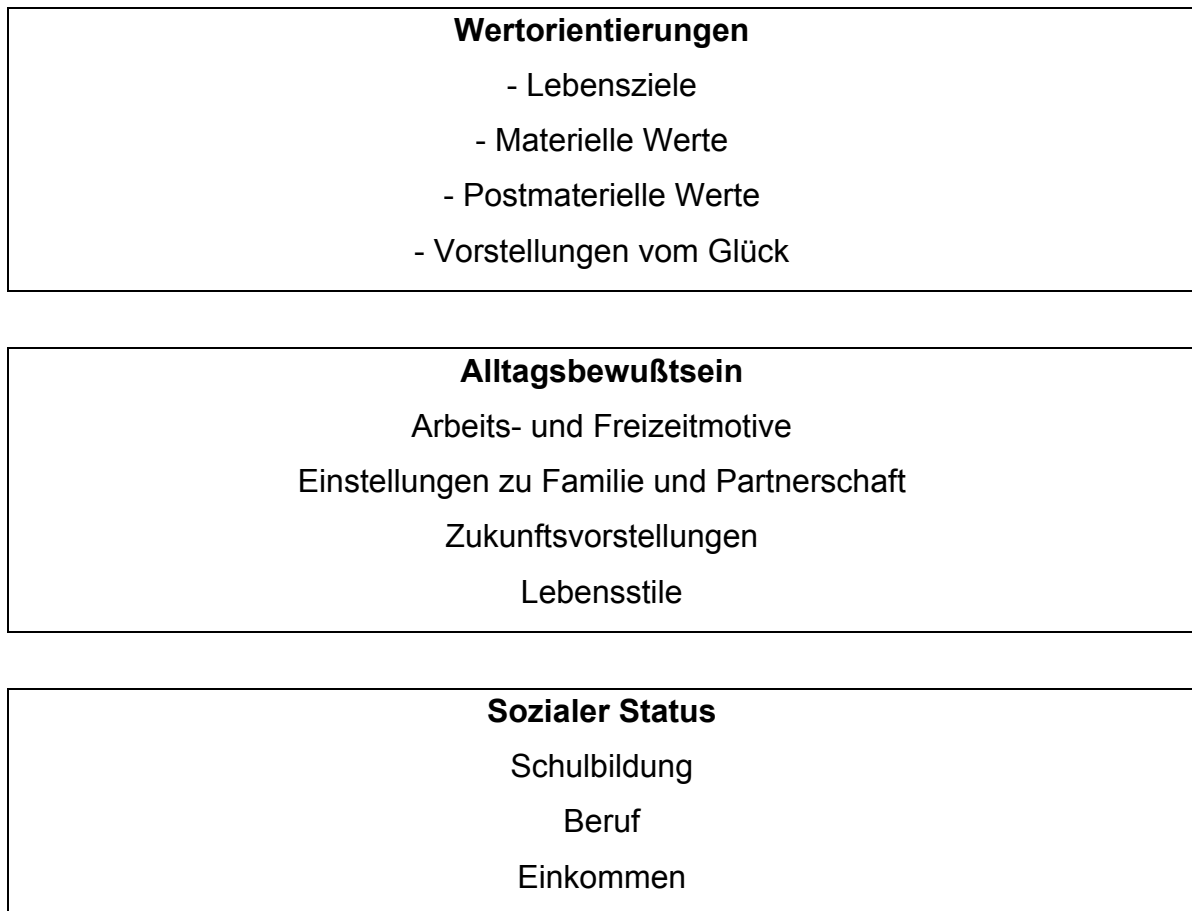 Wertorientierungen
- Lebensziele
- Materielle Werte
- Postmaterielle Werte
- Vorstellungen vom Glück
Alltagsbewußtsein
Arbeits- und Freizeitmotive
Einstellungen zu Familie und Partnerschaft
Zukunftsvorstellungen
Lebensstile
Sozialer Status
Schulbildung
Beruf
Einkommen